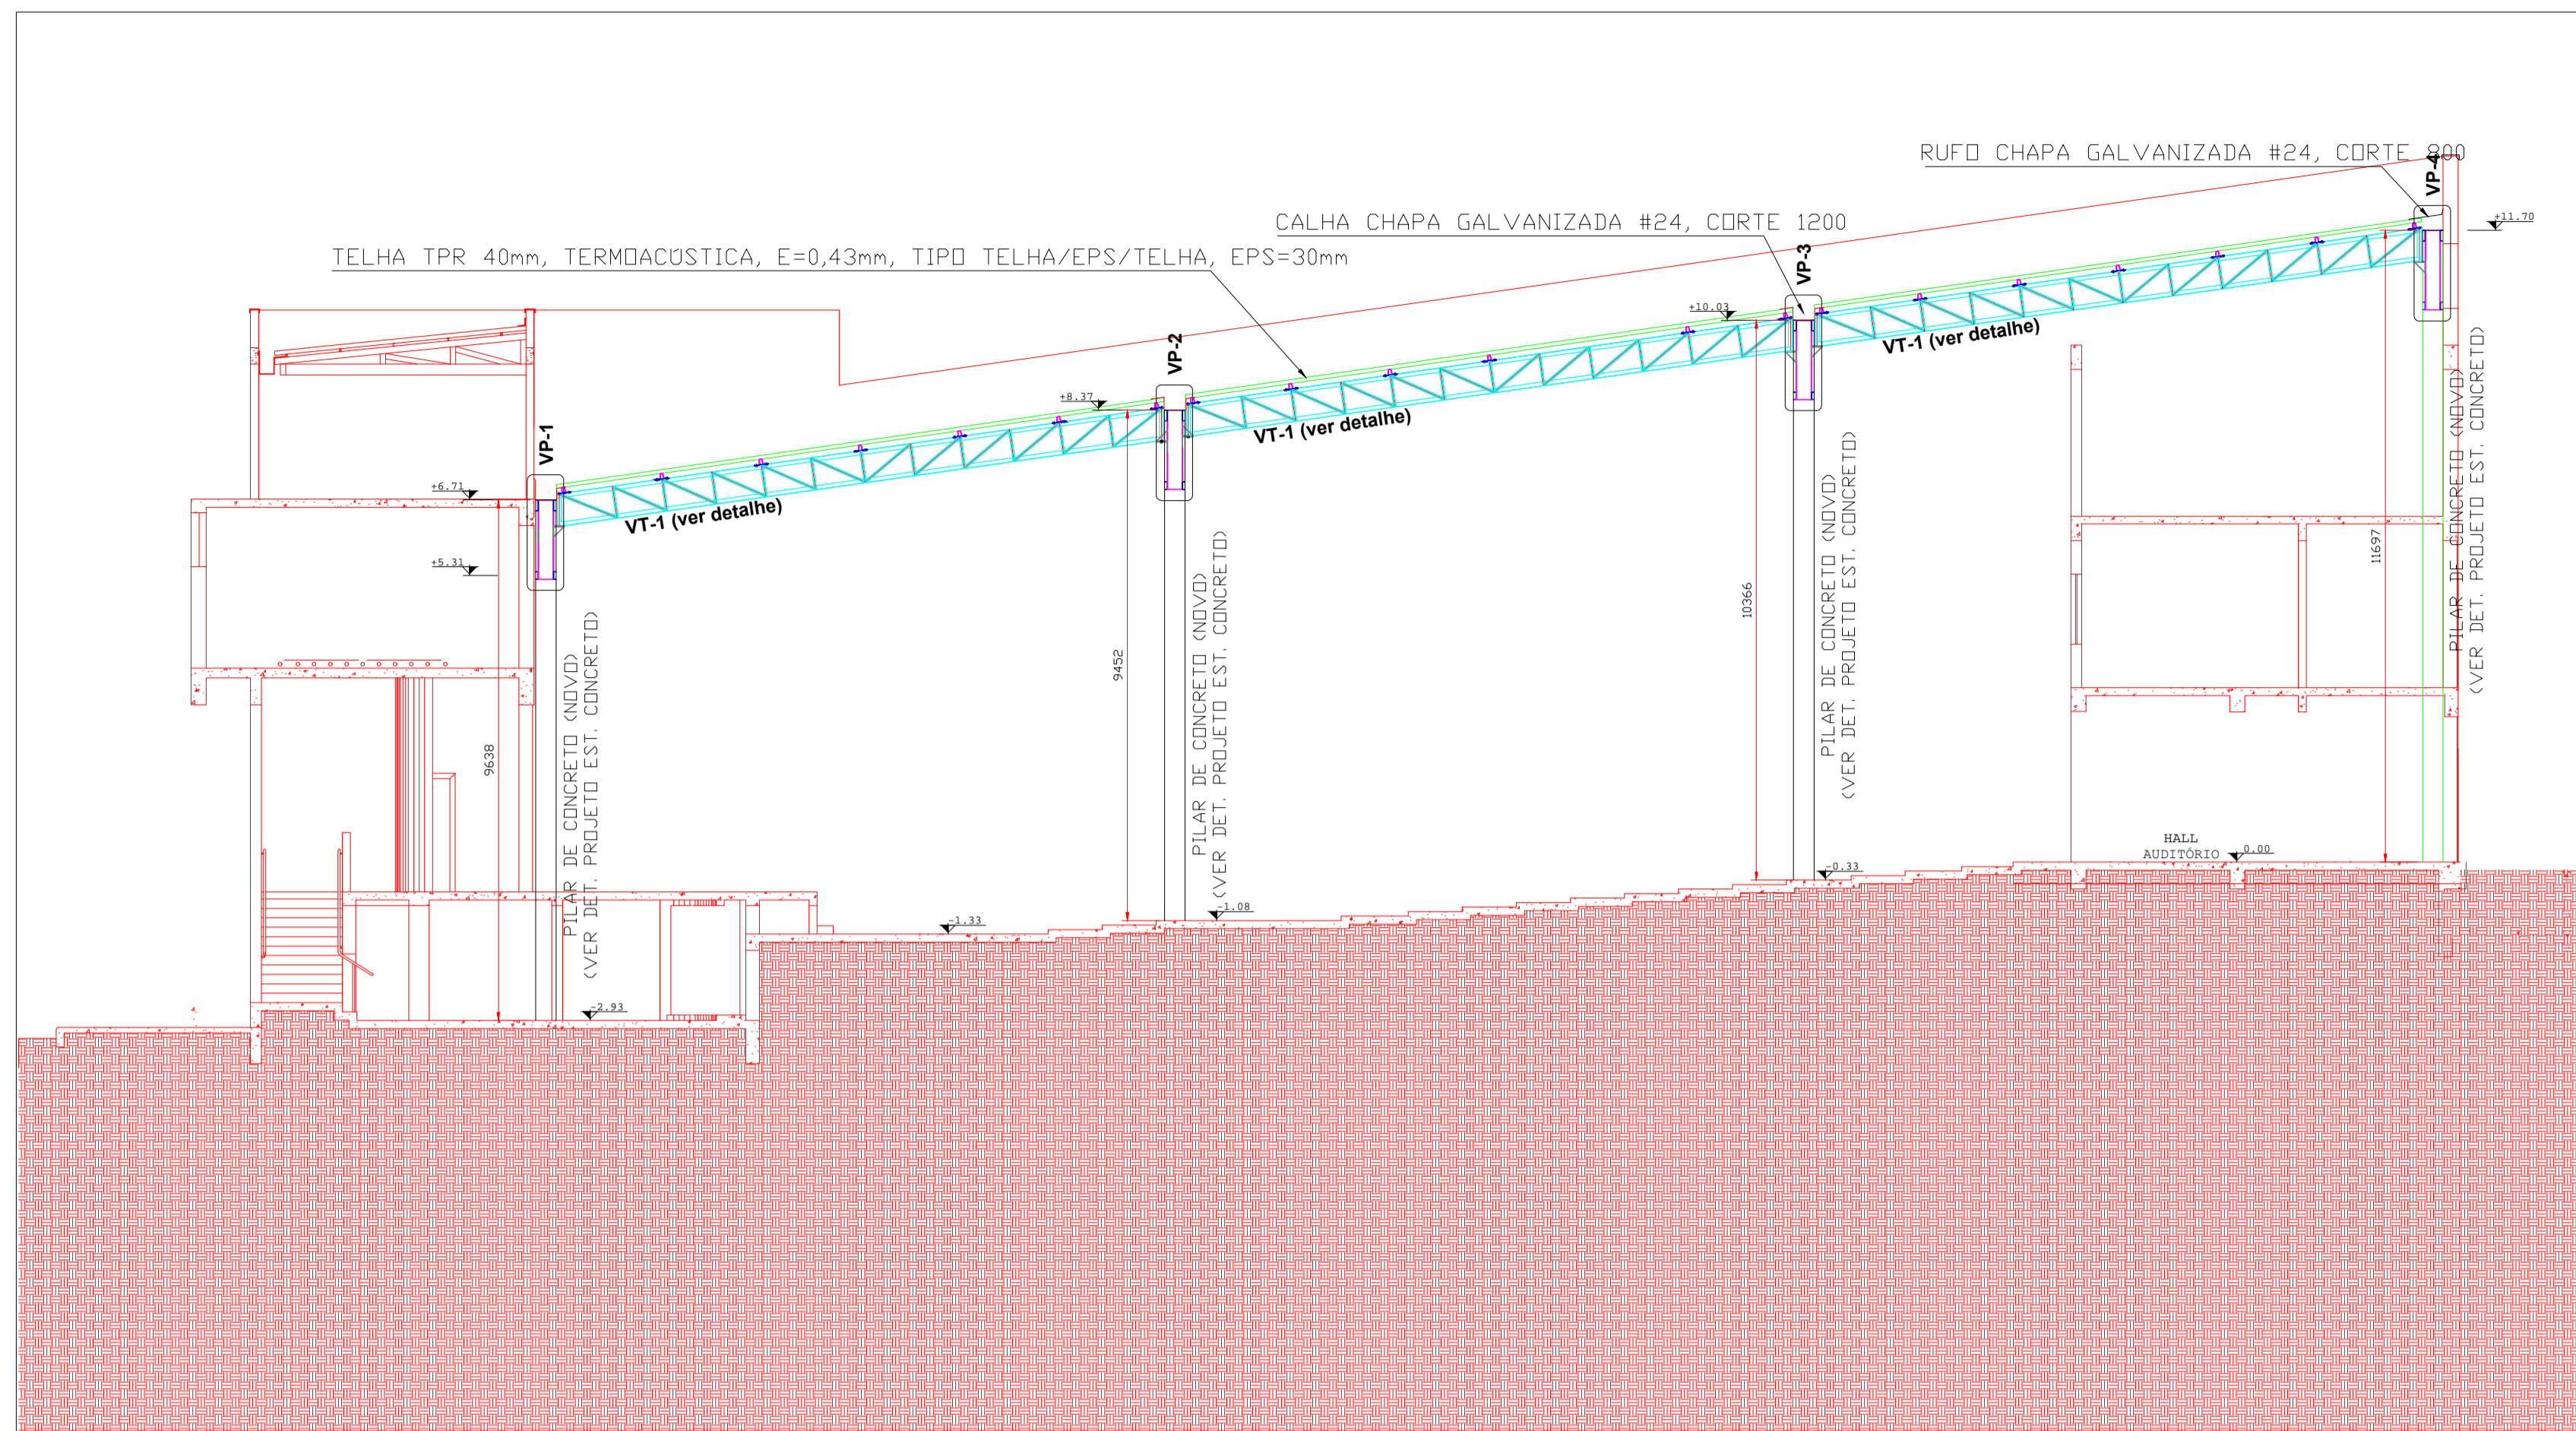 RUFO CHAPA GALVANIZADA #24, CORTE 800
VP-4
+11.70
CALHA CHAPA GALVANIZADA #24, CORTE 1200
VP-3
TELHA TPR 40mm, TERMOACÚSTICA, E=0,43mm, TIPO TELHA/EPS/TELHA, EPS=30mm
+10.03
VT-1 (ver detalhe)
VP-2
+8.37
VT-1 (ver detalhe)
VP-1
+6.71
VT-1 (ver detalhe)
+5.31
9638
PILAR DE CONCRETO (NOVO)
(VER DET. PROJETO EST. CONCRETO)
9452
PILAR DE CONCRETO (NOVO)
(VER DET. PROJETO EST. CONCRETO)
10366
PILAR DE CONCRETO (NOVO)
(VER DET. PROJETO EST. CONCRETO)
11697
PILAR DE CONCRETO (NOVO)
(VER DET. PROJETO EST. CONCRETO)
HALL
AUDITÓRIO
0.00
-0.33
-1.08
-1.33
-2.93